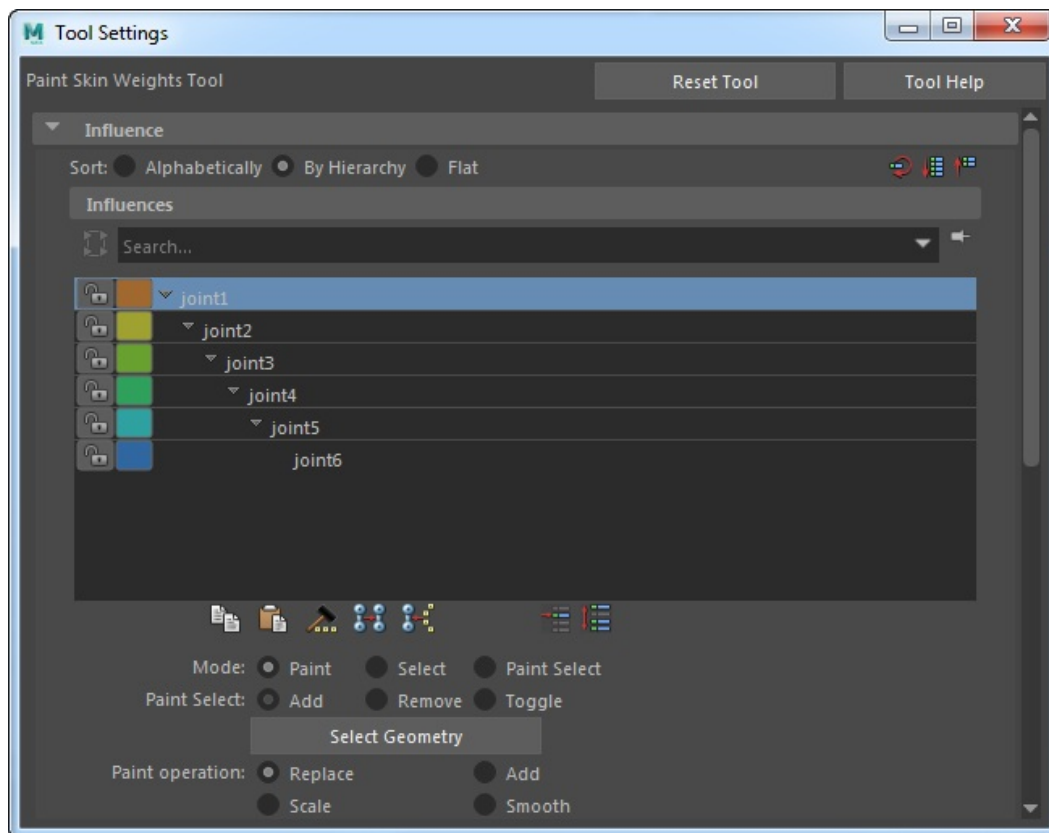 Tool Settings
Paint Skin Weights Tool Reset Tool Tool Help
Influence
Sort: Alphabetically By Hierarchy Flat
Influences
Search...
joint1
joint2
joint3
joint4
joint5
joint6
Mode: Paint Select Paint Select
Paint Select: Add Remove Toggle
Select Geometry
Paint operation: Replace Add
Scale Smooth